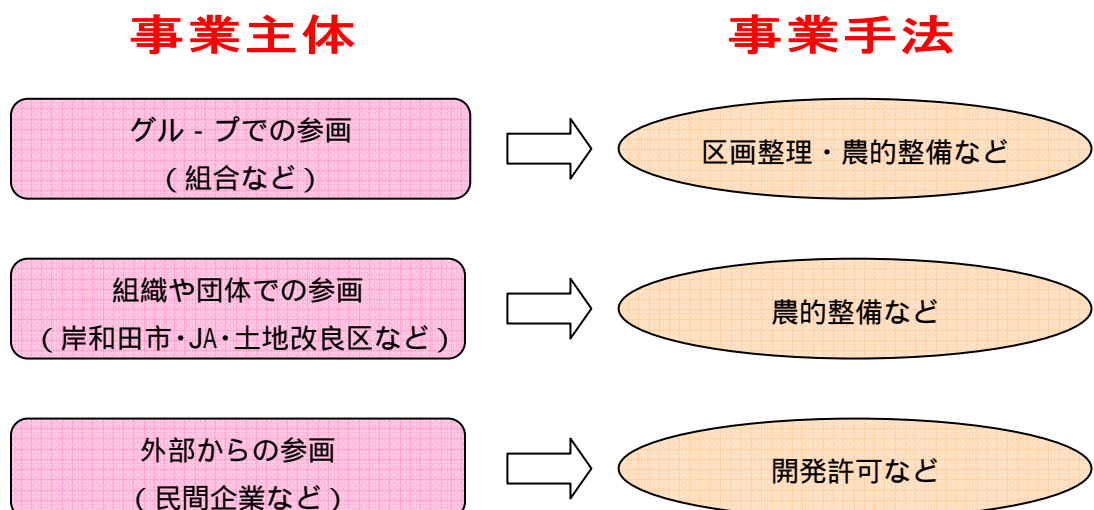 事業主体
事業手法
グル‐プでの参画
（組合など）
区画整理・農的整備など
組織や団体での参画
（岸和田市・JA・土地改良区など）
農的整備など
外部からの参画
（民間企業など）
開発許可など